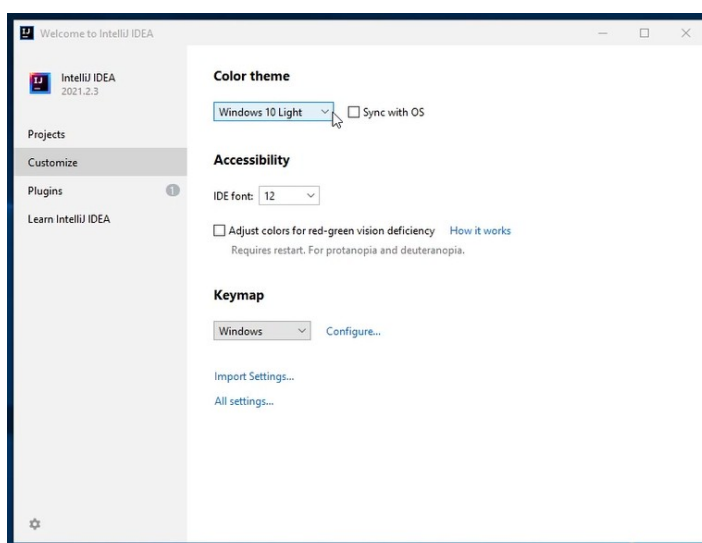 Welcome to IntelliJ IDEA
IntelliJ IDEA
2021.2.3
Projects
Customize
Plugins 1
Learn IntelliJ IDEA
Color theme
Windows 10 Light Sync with OS
Accessibility
IDE font: 12
Adjust colors for red-green vision deficiency How it works
Requires restart. For protanopia and deuteranopia.
Keymap
Windows Configure...
Import Settings...
All settings...